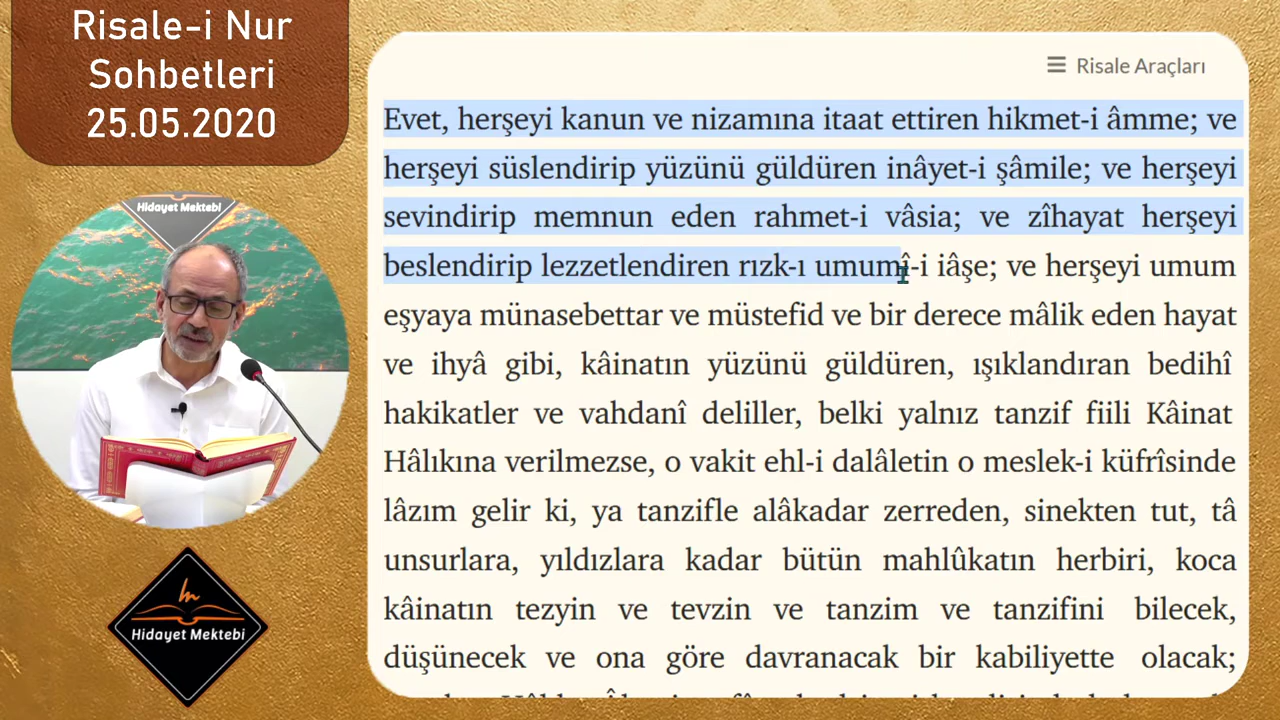 Risale-i Nur
Sohbetleri
25.05.2020
Hidayet Mektebi
Hidayet Mektebi
Risale Araçları
Evet, herşeyi kanun ve nizamına itaat ettiren hikmet-i âmme; ve
herşeyi süslendirip yüzünü güldüren inâyet-i şâmile; ve herşeyi
sevindirip memnun eden rahmet-i vâsia; ve zîhayat herşeyi
beslendirip lezzetlendiren rızk-ı umumî-i iâşe; ve herşeyi umum
eşyaya münasebettar ve müstefid ve bir derece mâlik eden hayat
ve ihyâ gibi, kâinatın yüzünü güldüren, ışıklandıran bedihî
hakikatler ve vahdanî deliller, belki yalnız tanzif fiili Kâinat
Hâlıkına verilmezse, o vakit ehl-i dalâletin o meslek-i küfrîsinde
lâzım gelir ki, ya tanzifle alâkadar zerreden, sinekten tut, tâ
unsurlara, yıldızlara kadar bütün mahlûkatın herbiri, koca
kâinatın tezyin ve tevzin ve tanzim ve tanzifini bilecek,
düşünecek ve ona göre davranacak bir kabiliyette olacak;